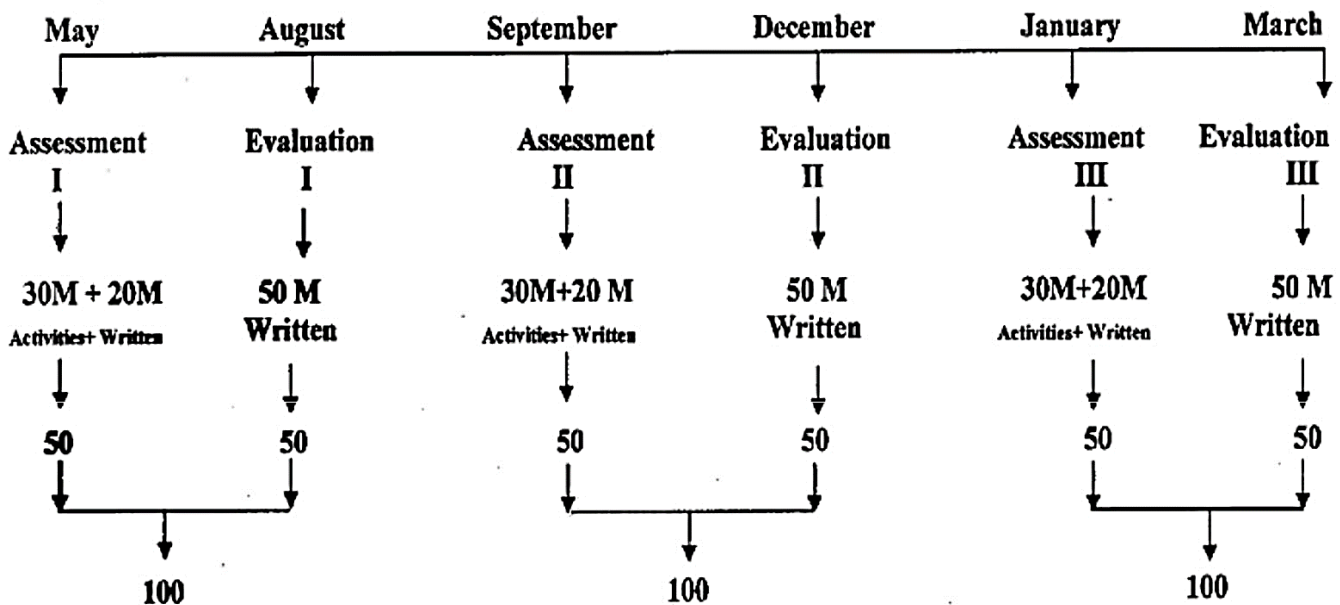 May August September December January March
Assessment Evaluation Assessment Evaluation Assessment Evaluation
I I II II III III
30M + 20M 50 M 30M+20 M 50 M 30M+20M 50 M
Activities+ Written Written Activities+ Written Written Activities+ Written Written
50 50 50 50 50 50
100 100 100